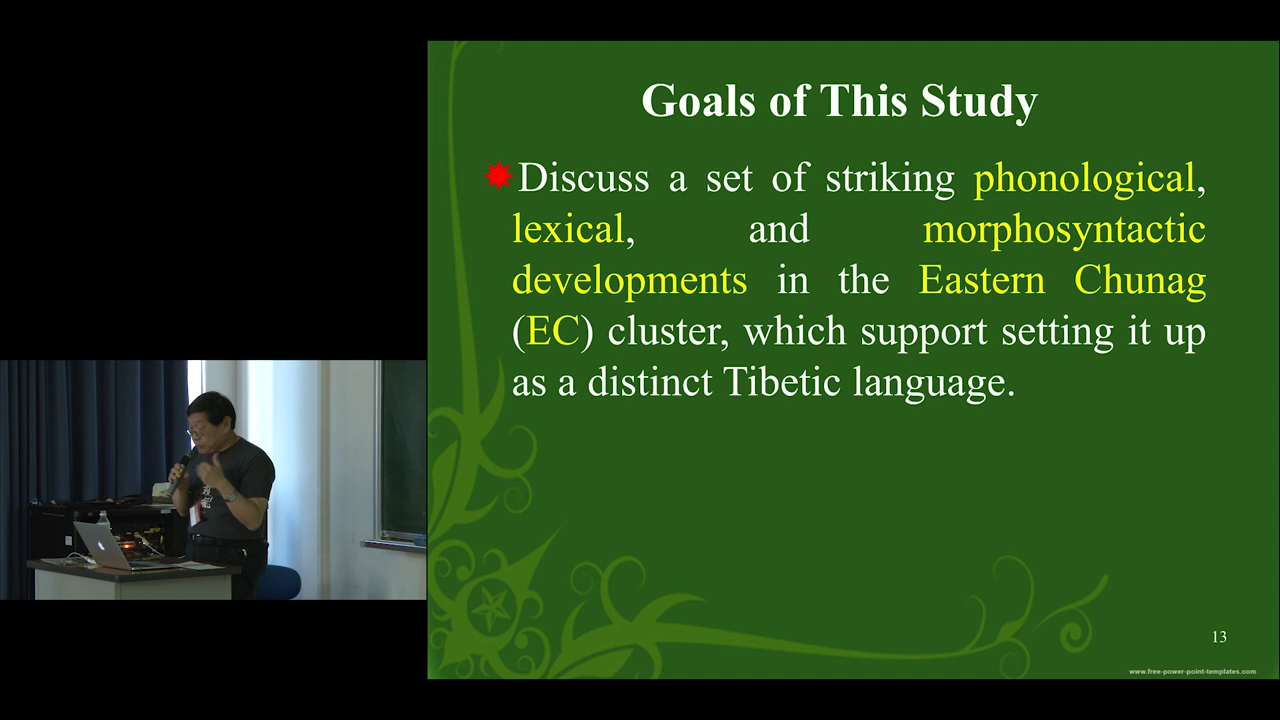 Goals of This Study
Discuss a set of striking phonological,
lexical, and morphosyntactic
developments in the Eastern Chunag
(EC) cluster, which support setting it up
as a distinct Tibetic language.
13
www.free-power-point-templates.com